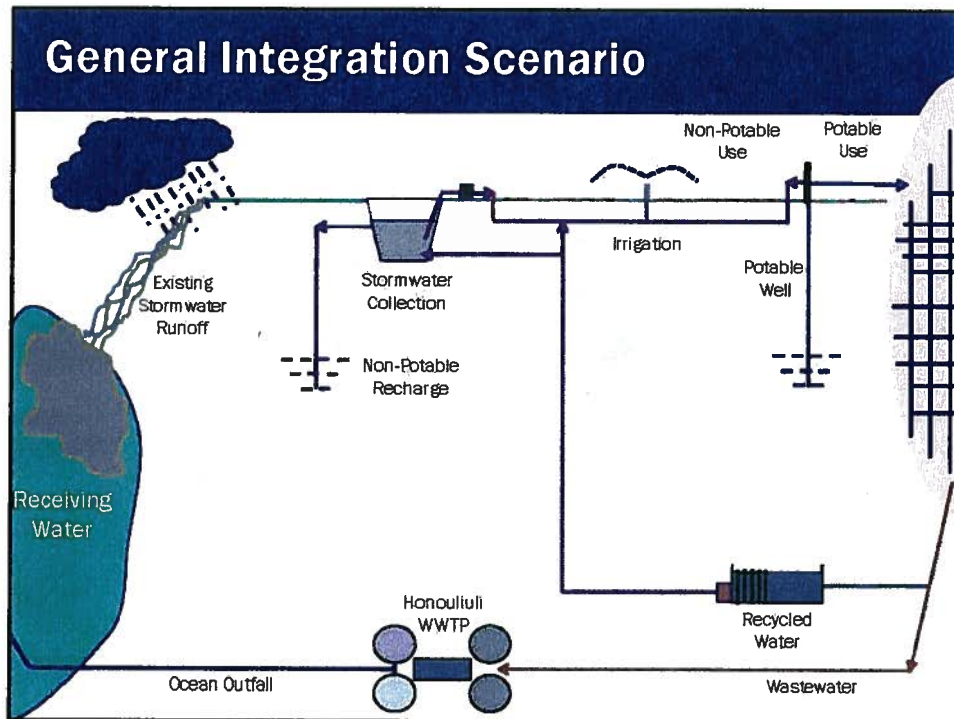 General Integration Scenario
Non-Potable
Use
Potable
Use
Existing
Stormwater
Runoff
Stormwater
Collection
Irrigation
Potable
Well
Non-Potable
Recharge
Receiving
Water
Honouliuli
WWTP
Recycled
Water
Ocean Outfall
Wastewater